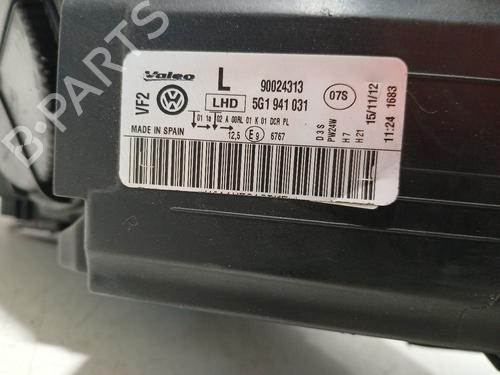 Valeo
L
90024313
07S
VF2
LHD
5G1 941 031
01 1a 02 A 00RL 01 K 01 DCR PL
12,5 E9 6767
MADE IN SPAIN
D3S
PW24W
H7
H21
15/11/12
11:24 1683
B-PARTS